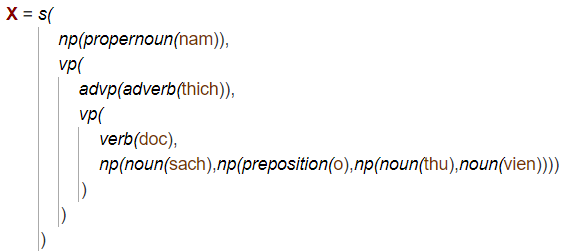 X = s(
np(propernoun(nam)),
vp(
advp(adverb(thich)),
vp(
verb(doc),
np(noun(sach),np(preposition(o),np(noun(thu),noun(vien))))
)
)
)